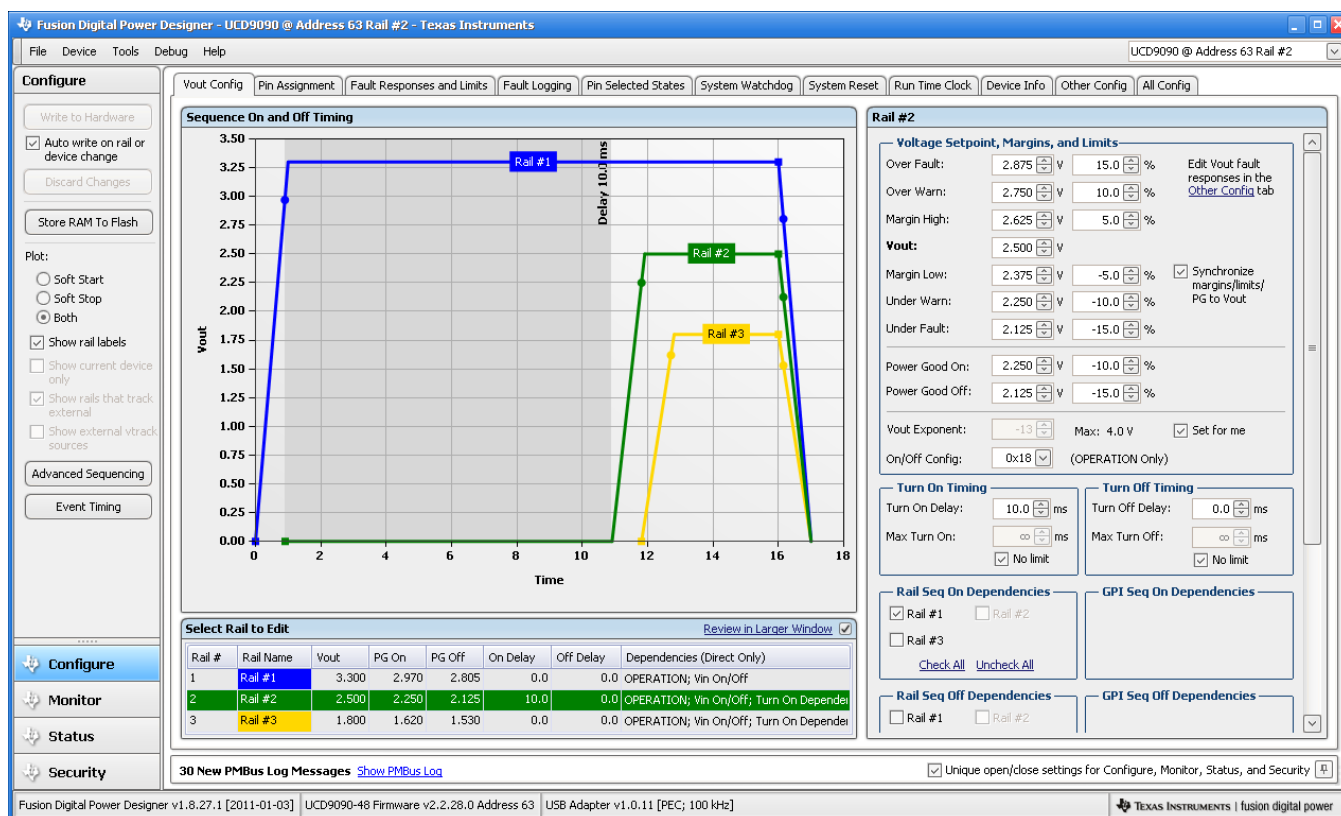 Fusion Digital Power Designer - UCD9090 @ Address 63 Rail #2 - Texas Instruments
File Device Tools Debug Help
UCD9090 @ Address 63 Rail #2
Configure
Write to Hardware
Auto write on rail or
device change
Discard Changes
Store RAM To Flash
Plot:
Soft Start
Soft Stop
Both
Show rail labels
Show current device
only
Show rails that track
external
Show external vtrack
sources
Advanced Sequencing
Event Timing
Configure
Monitor
Status
Security
Vout Config Pin Assignment Fault Responses and Limits Fault Logging Pin Selected States System Watchdog System Reset Run Time Clock Device Info Other Config All Config
Sequence On and Off Timing
3.50
3.25
3.00
2.75
2.50
2.25
2.00
1.75
1.50
1.25
1.00
0.75
0.50
0.25
0.00
Vout
Rail #1
Delay 10.0 ms
Rail #2
Rail #3
0 2 4 6 8 10 12 14 16 18
Time
Select Rail to Edit Review in Larger Window
Rail # Rail Name Vout PG On PG Off On Delay Off Delay Dependencies (Direct Only)
1 Rail #1 3.300 2.970 2.805 0.0 0.0 OPERATION; Vin On/Off
2 Rail #2 2.500 2.250 2.125 10.0 0.0 OPERATION; Vin On/Off; Turn On Depender
3 Rail #3 1.800 1.620 1.530 0.0 0.0 OPERATION; Vin On/Off; Turn On Depender
Rail #2
Voltage Setpoint, Margins, and Limits
Over Fault: 2.875 V 15.0 %
Over Warn: 2.750 V 10.0 %
Margin High: 2.625 V 5.0 %
Edit Vout fault
responses in the
Other Config tab
Vout: 2.500 V
Margin Low: 2.375 V -5.0 %
Under Warn: 2.250 V -10.0 %
Under Fault: 2.125 V -15.0 %
Synchronize
margins/limits/
PG to Vout
Power Good On: 2.250 V -10.0 %
Power Good Off: 2.125 V -15.0 %
Vout Exponent: -13 Max: 4.0 V Set for me
On/Off Config: 0x18 (OPERATION Only)
Turn On Timing
Turn On Delay: 10.0 ms
Max Turn On: ∞ ms
No limit
Turn Off Timing
Turn Off Delay: 0.0 ms
Max Turn Off: ∞ ms
No limit
Rail Seq On Dependencies
Rail #1 Rail #2
Rail #3
Check All Uncheck All
GPI Seq On Dependencies
Rail Seq Off Dependencies
Rail #1 Rail #2
GPI Seq Off Dependencies
30 New PMBus Log Messages Show PMBus Log
Unique open/close settings for Configure, Monitor, Status, and Security
Fusion Digital Power Designer v1.8.27.1 [2011-01-03] UCD9090-48 Firmware v2.2.28.0 Address 63 USB Adapter v1.0.11 [PEC; 100 kHz]
TEXAS INSTRUMENTS | fusion digital power